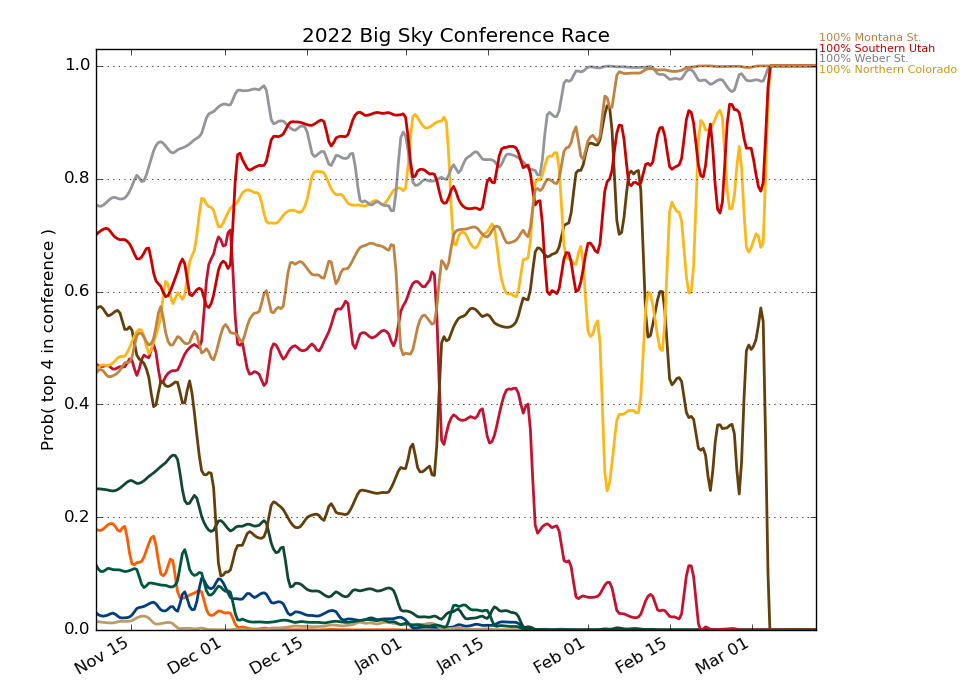 2022 Big Sky Conference Race
100% Montana St.
100% Southern Utah
100% Weber St.
100% Northern Colorado
Prob( top 4 in conference )
1.0
0.8
0.6
0.4
0.2
0.0
Nov 15
Dec 01
Dec 15
Jan 01
Jan 15
Feb 01
Feb 15
Mar 01